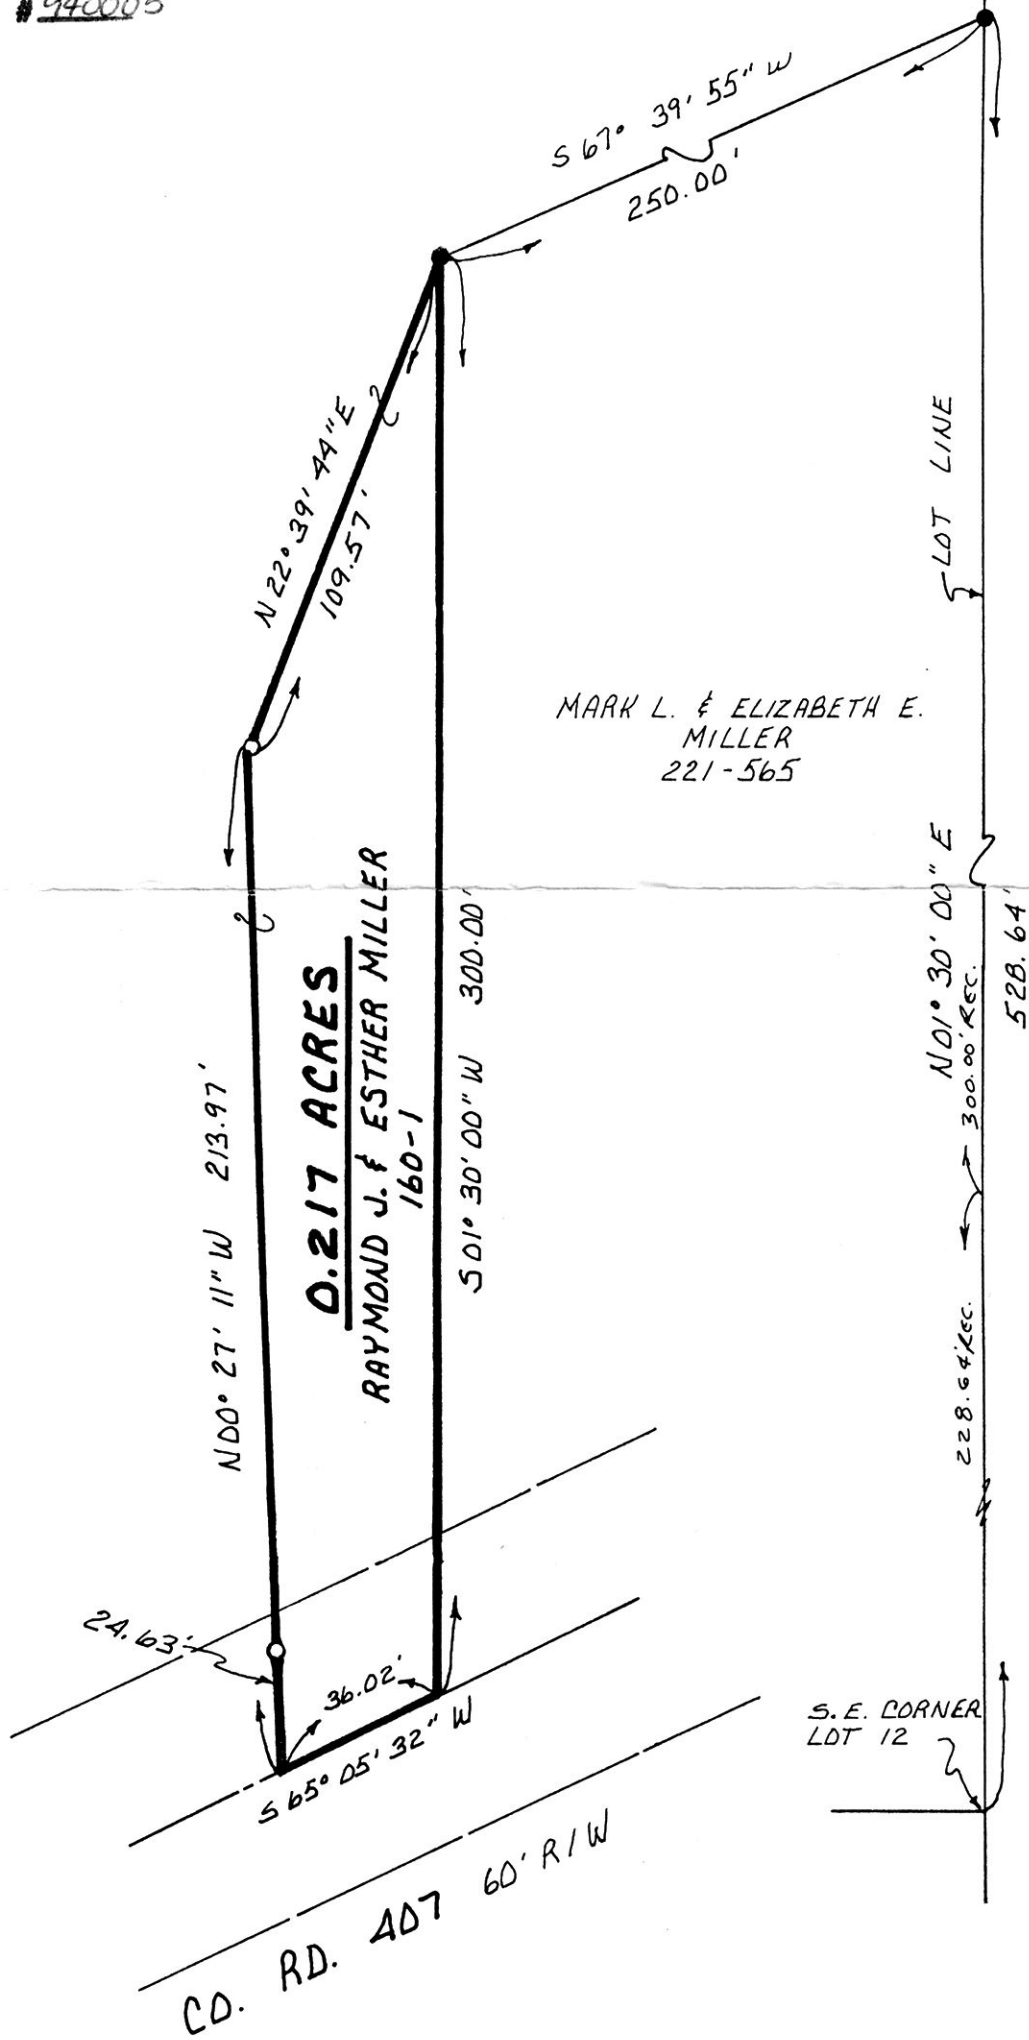 # 940005
S 67° 39' 55" W
250.00'
N 22° 39' 44" E
109.57'
LOT LINE
MARK L. & ELIZABETH E.
MILLER
221-565
0.217 ACRES
RAYMOND J. & ESTHER MILLER
160-1
S 01° 30' 00" W 300.00'
N 00° 27' 11" W 213.97'
N 01° 30' 00" E
528.64'
300.00' REC.
228.64' REC.
24.63'
36.02'
S 65° 05' 32" W
S.E. CORNER
LOT 12
CO. RD. 407 60' R/W